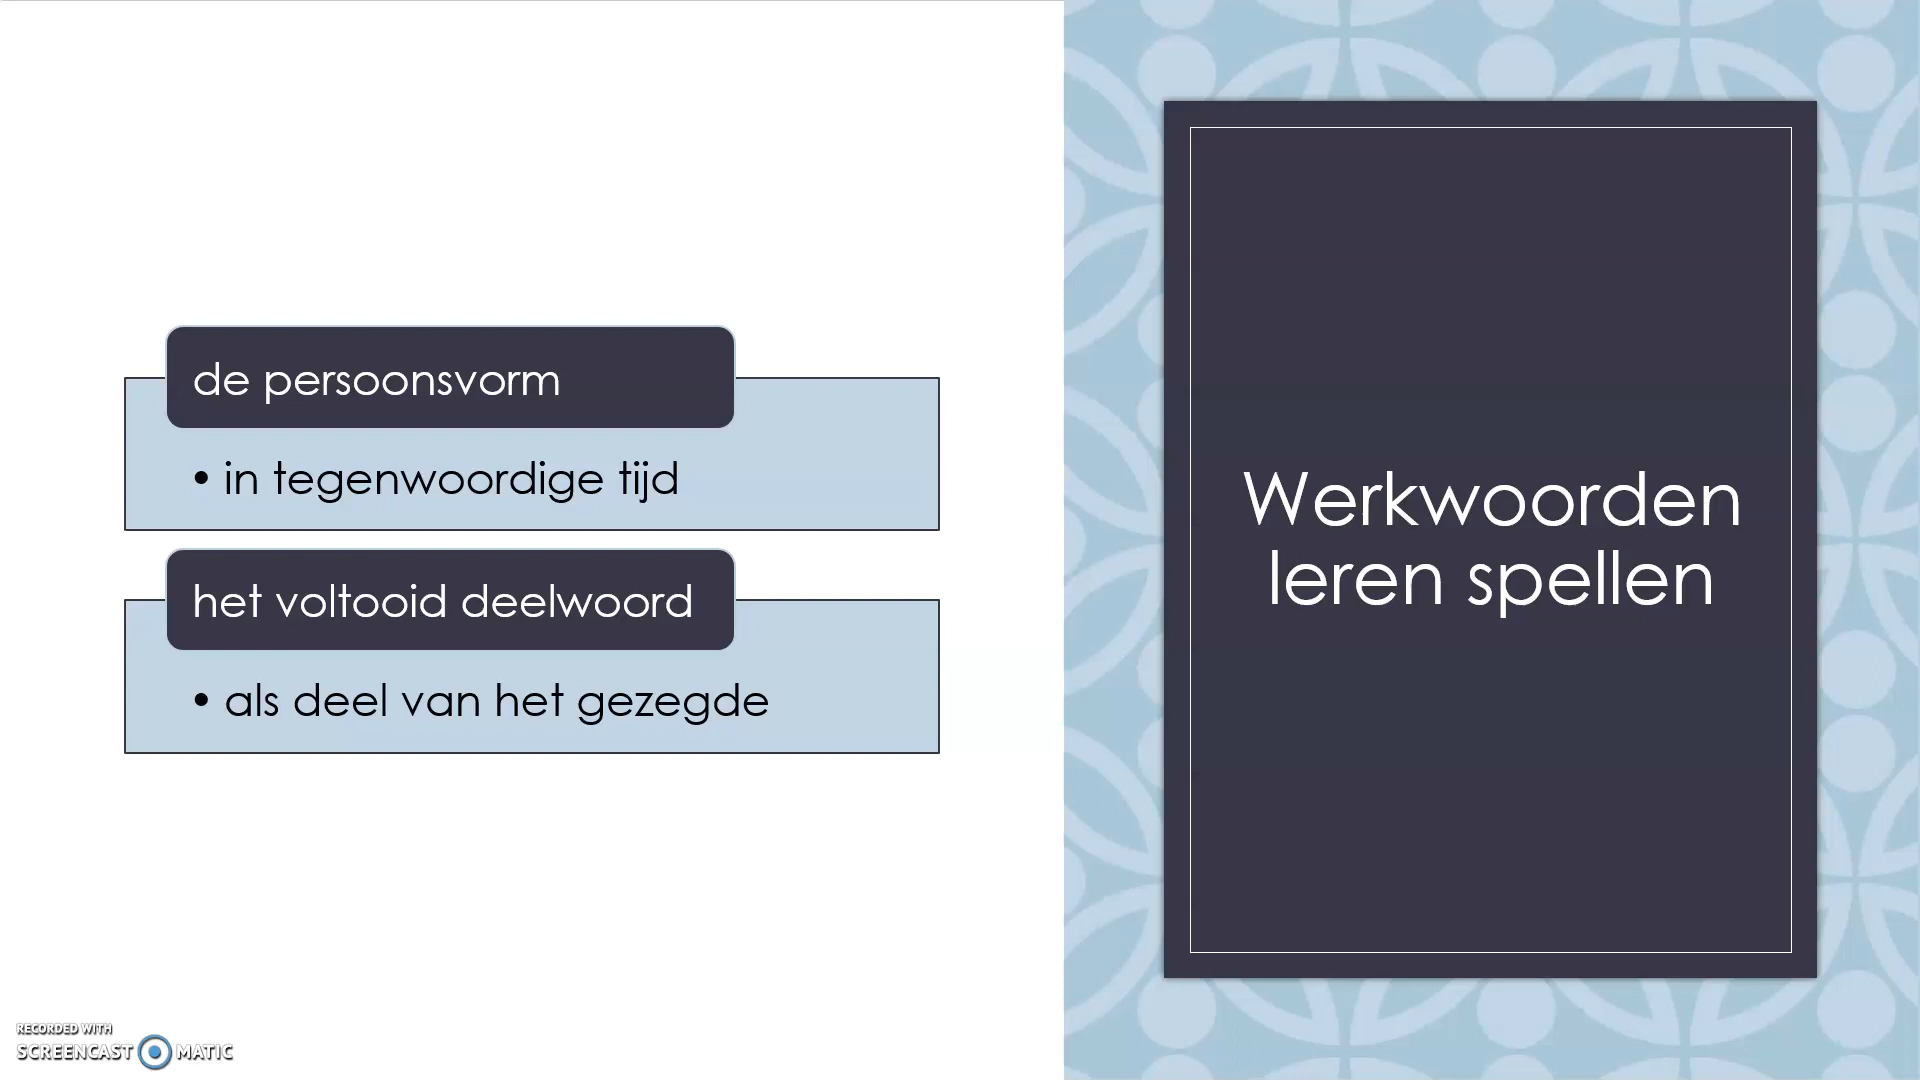 de persoonsvorm
• in tegenwoordige tijd
het voltooid deelwoord
• als deel van het gezegde
Werkwoorden
leren spellen
RECORDED WITH
SCREENCAST MATIC